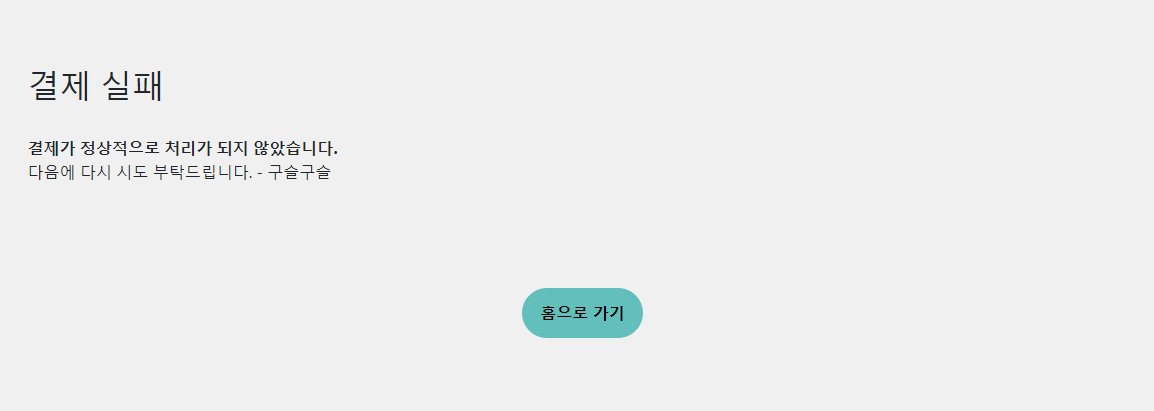 결제 실패
결제가 정상적으로 처리가 되지 않았습니다.
다음에 다시 시도 부탁드립니다. - 구슬구슬
홈으로 가기